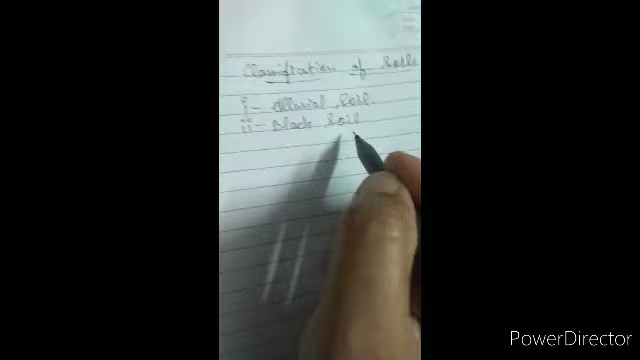 Classification of Soils
i- Alluvial Soil.
ii- Black Soil
PowerDirector